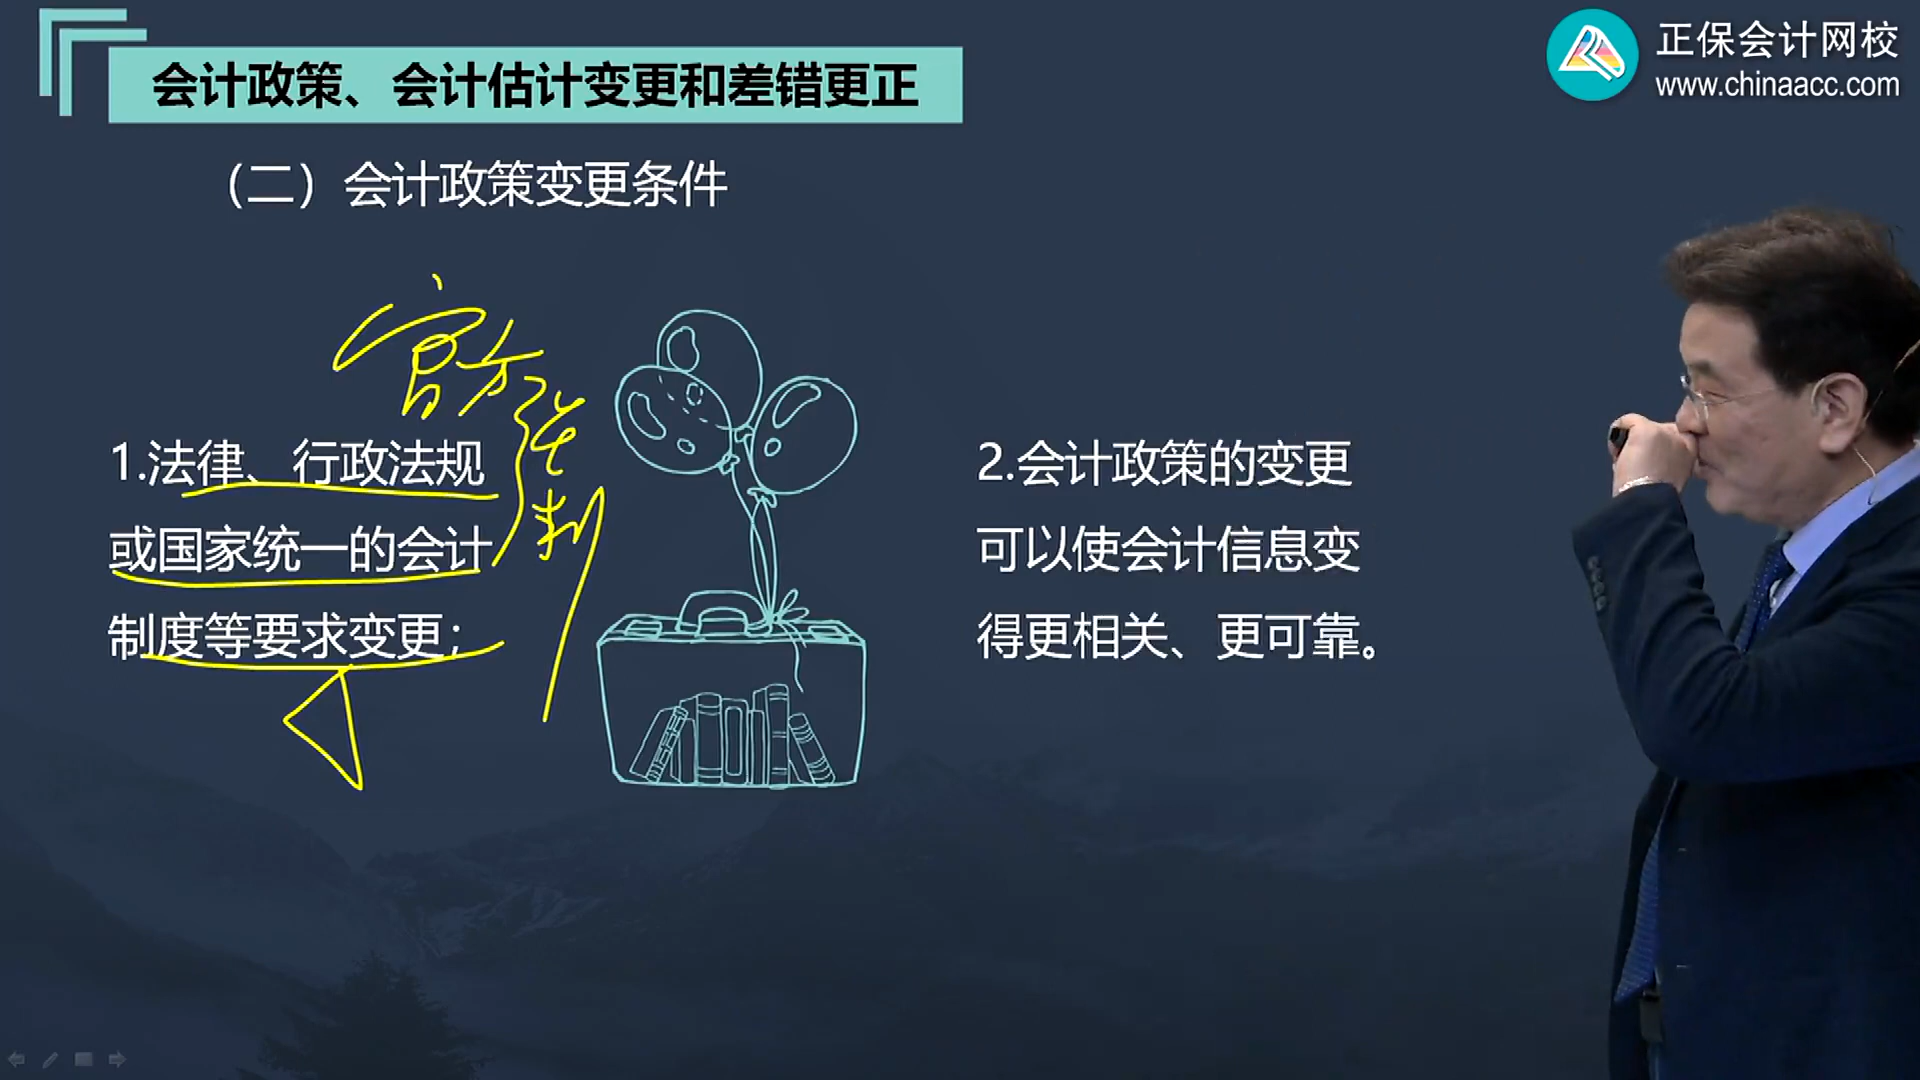 正保会计网校
www.chinaacc.com
会计政策、会计估计变更和差错更正
（二）会计政策变更条件
官方强制
1.法律、行政法规
或国家统一的会计
制度等要求变更；
2.会计政策的变更
可以使会计信息变
得更相关、更可靠。